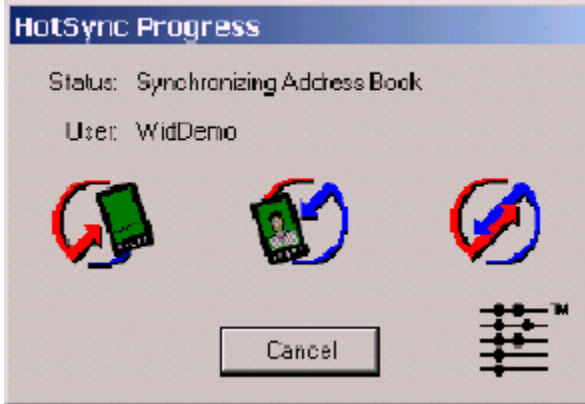 HotSync Progress
Status: Synchronizing Address Book
User: WidDemo
TM
Cancel